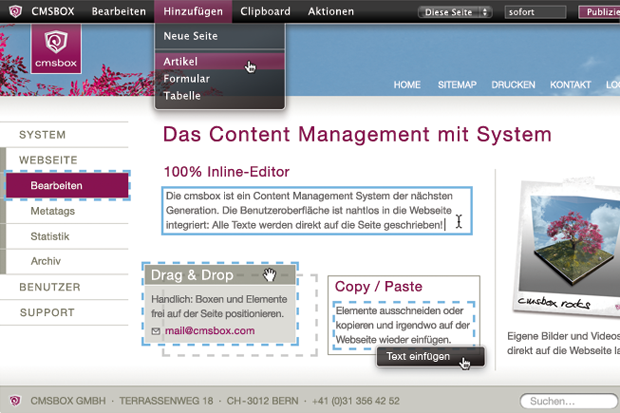 CMSBOX Bearbeiten Hinzufügen Clipboard Aktionen Diese Seite sofort
cmsbox
Neue Seite
Artikel
Formular
Tabelle
HOME SITEMAP DRUCKEN KONTAKT
SYSTEM
WEBSEITE
Bearbeiten
Metatags
Statistik
Archiv
BENUTZER
SUPPORT
Das Content Management mit System
100% Inline-Editor
Die cmsbox ist ein Content Management System der nächsten
Generation. Die Benutzeroberfläche ist nahtlos in die Webseite
integriert: Alle Texte werden direkt auf die Seite geschrieben!
Drag & Drop
Handlich: Boxen und Elemente
frei auf der Seite positionieren.
mail@cmsbox.com
Copy / Paste
Elemente ausschneiden oder
kopieren und irgendwo auf der
Webseite wieder einfügen.
Text einfügen
cmsbox rocks
Eigene Bilder und Videos
direkt auf der Webseite
CMSBOX GMBH · TERRASSENWEG 18 · CH-3012 BERN · +41 (0)31 356 42 52
Suchen...